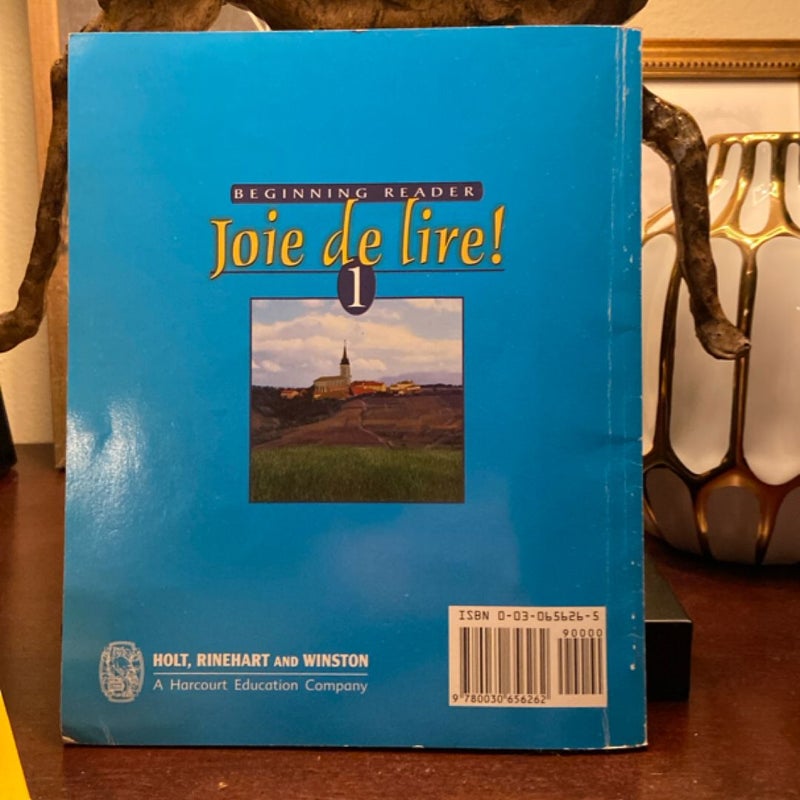 BEGINNING READER
Joie de lire!
1
HOLT, RINEHART AND WINSTON
A Harcourt Education Company
ISBN 0-03-065626-5
90000
9 780030 656262